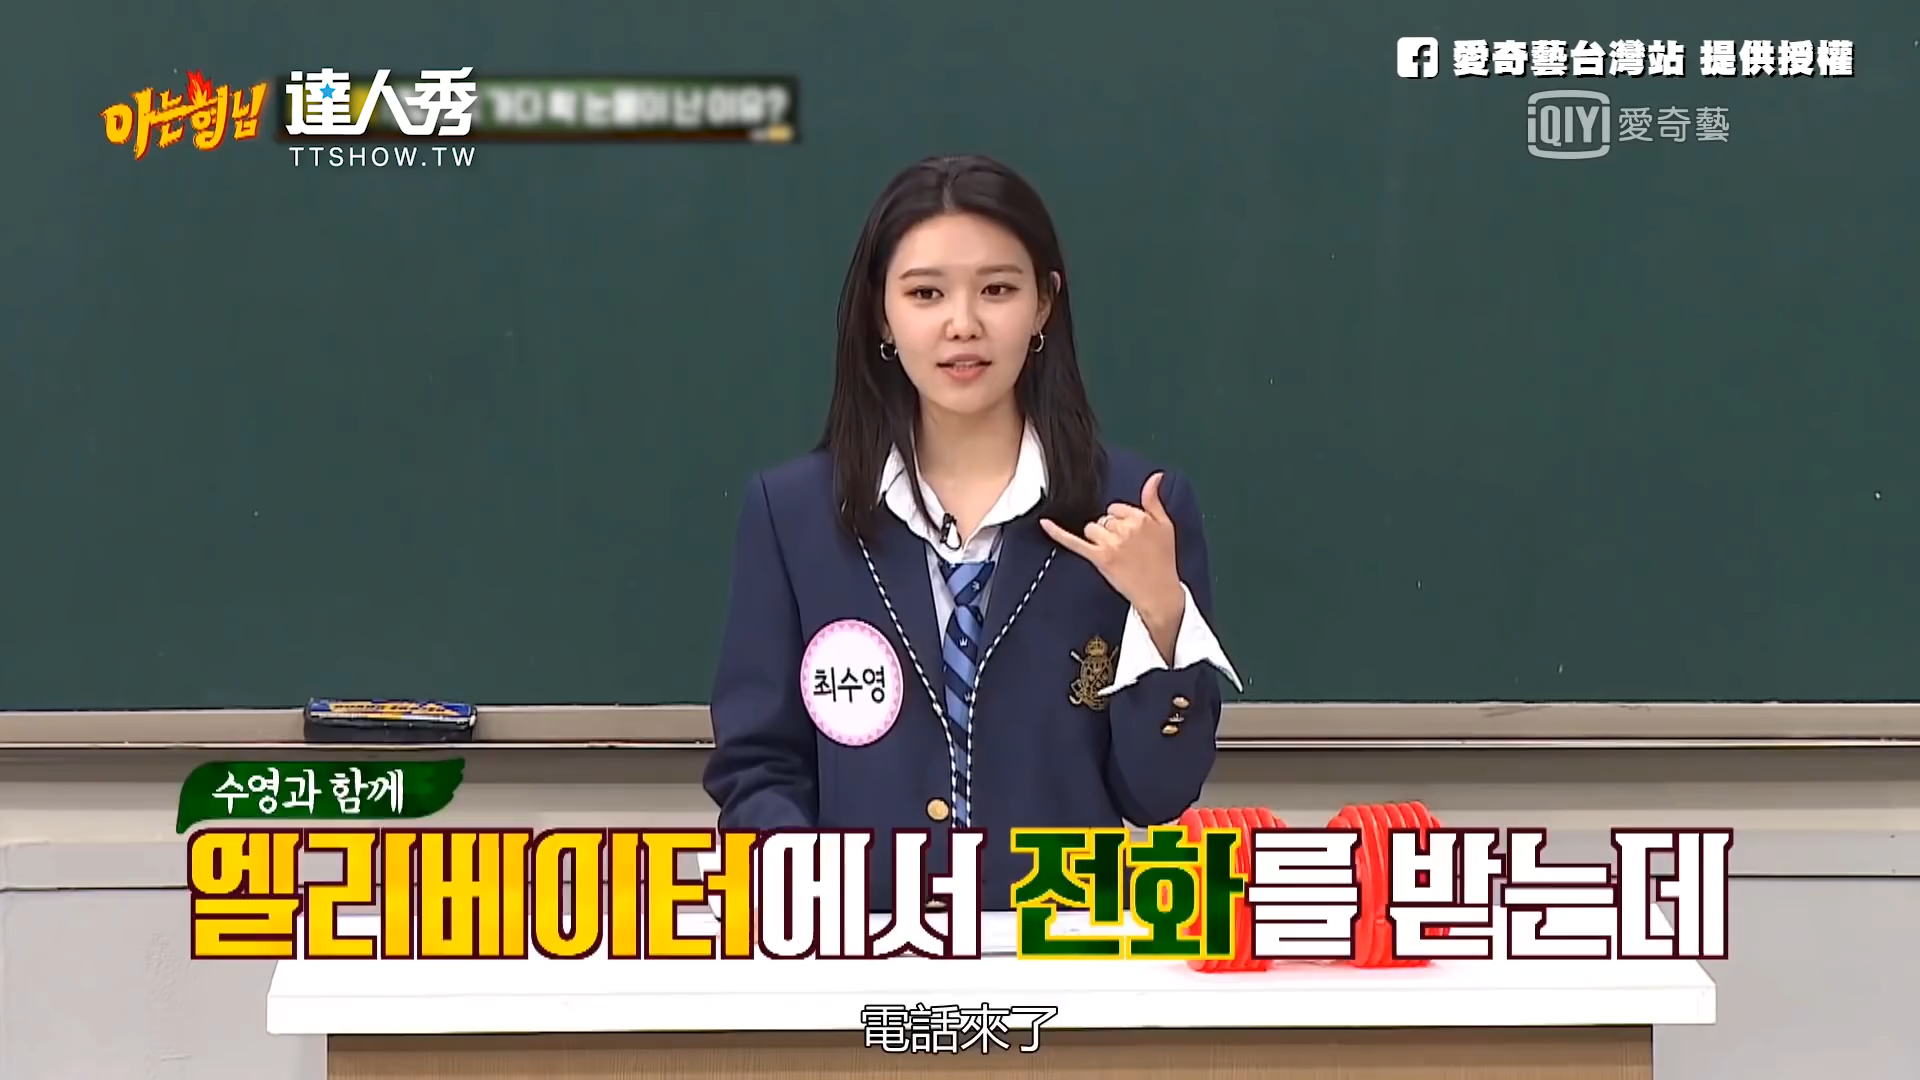 아는형님
達人秀
TTSHOW.TW
愛奇藝台灣站 提供授權
QIY 愛奇藝
최수영
수영과 함께
엘리베이터에서 전화를 받는데
電話來了